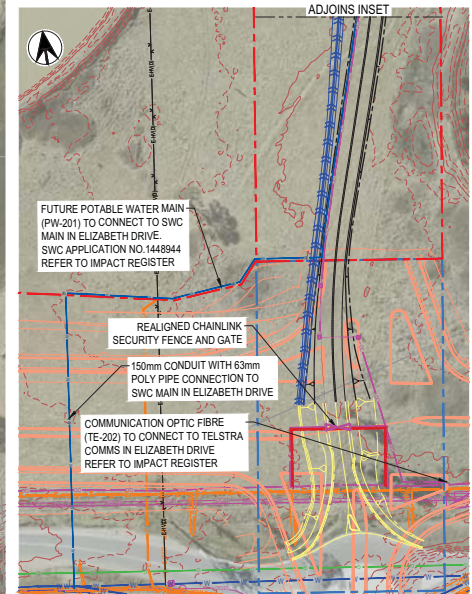 ADJOINS INSET
FUTURE POTABLE WATER MAIN
(PW-201) TO CONNECT TO SWC
MAIN IN ELIZABETH DRIVE.
SWC APPLICATION NO.1448944
REFER TO IMPACT REGISTER
REALIGNED CHAINLINK
SECURITY FENCE AND GATE
150mm CONDUIT WITH 63mm
POLY PIPE CONNECTION TO
SWC MAIN IN ELIZABETH DRIVE
COMMUNICATION OPTIC FIBRE
(TE-202) TO CONNECT TO TELSTRA
COMMS IN ELIZABETH DRIVE
REFER TO IMPACT REGISTER